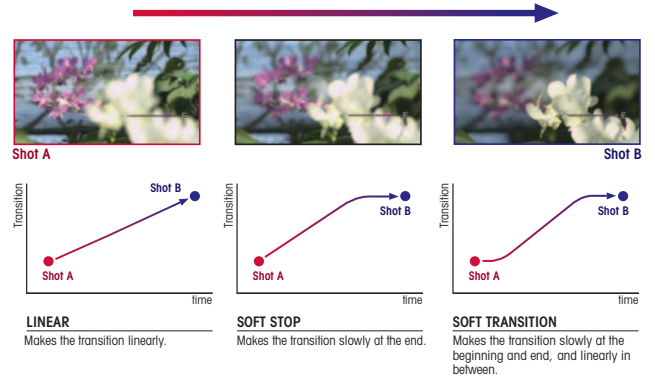 Shot A
Shot B
Transition
Shot B
Shot A
time
Transition
Shot B
Shot A
time
Transition
Shot B
Shot A
time
LINEAR
Makes the transition linearly.
SOFT STOP
Makes the transition slowly at the end.
SOFT TRANSITION
Makes the transition slowly at the
beginning and end, and linearly in
between.